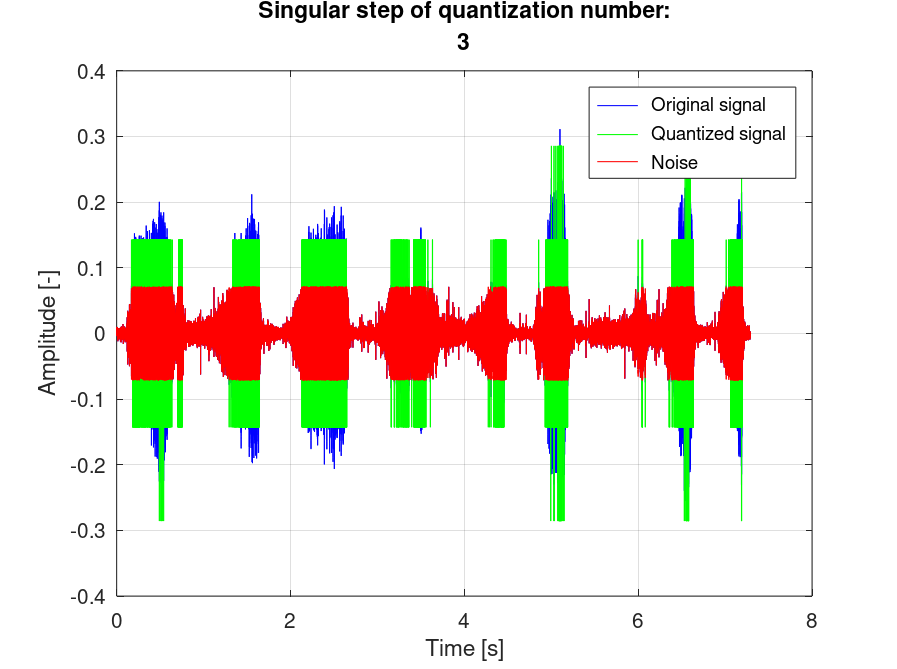 Singular step of quantization number:
3
Original signal
Quantized signal
Noise
0.4
0.3
0.2
0.1
0
-0.1
-0.2
-0.3
-0.4
Amplitude [-]
0 2 4 6 8
Time [s]